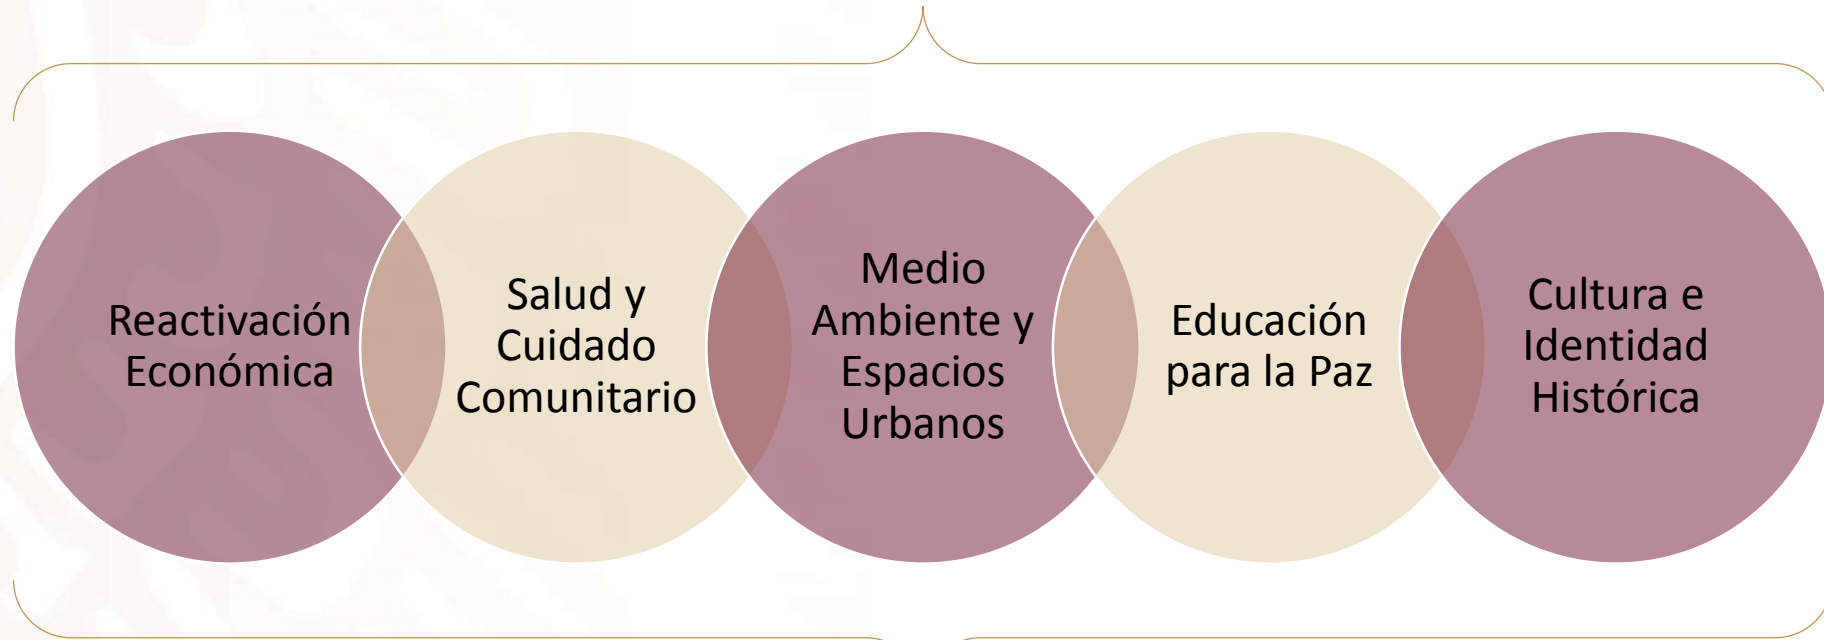 Reactivación
Económica
Salud y
Cuidado
Comunitario
Medio
Ambiente y
Espacios
Urbanos
Educación
para la Paz
Cultura e
Identidad
Histórica